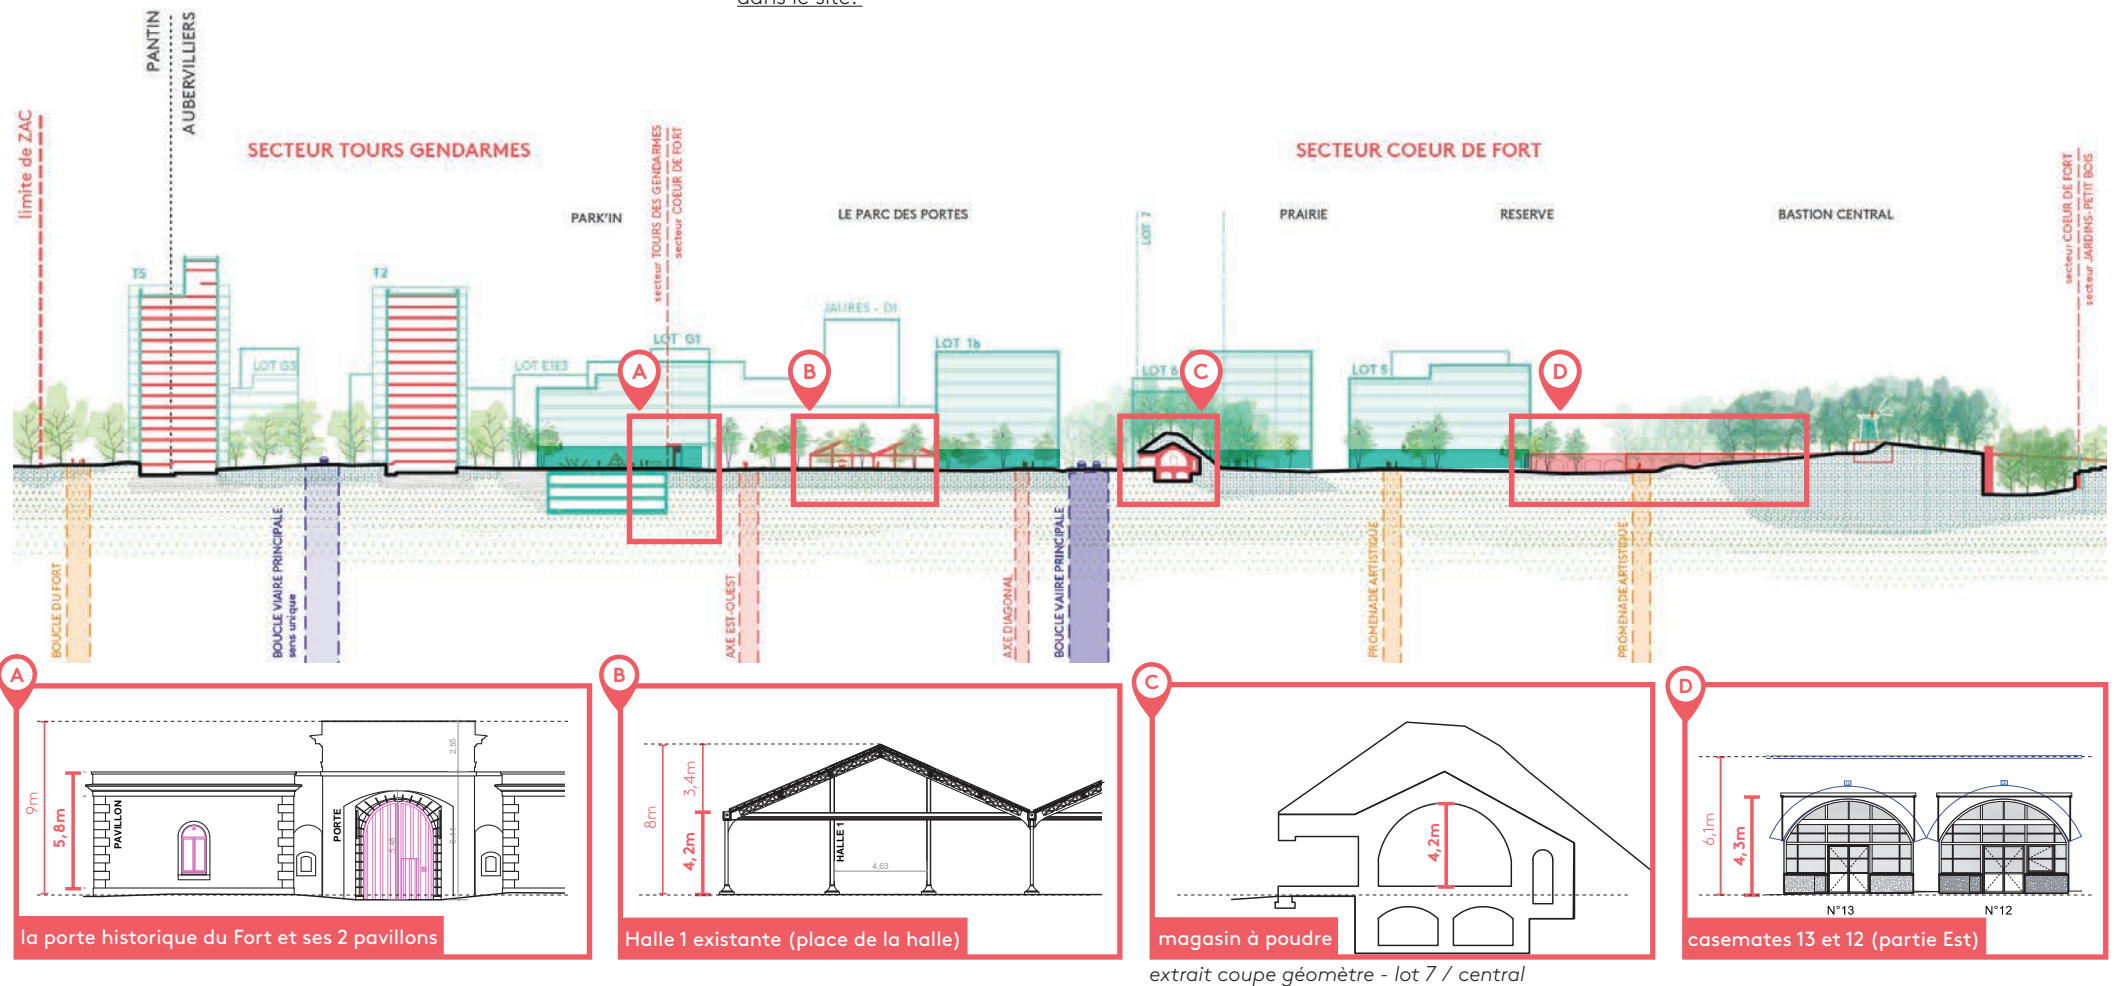 dans le site.
PANTIN
AUBERVILLIERS
limite de ZAC
SECTEUR TOURS GENDARMES
secteur TOURS DES GENDARMES
secteur COEUR DE FORT
SECTEUR COEUR DE FORT
secteur COEUR DE FORT
secteur JARDINS-PETIT BOIS
PARK'IN
LE PARC DES PORTES
LOT 7
PRAIRIE
RESERVE
BASTION CENTRAL
T5
T2
LOT G3
LOT E1E3
LOT G1
JAURES - D1
LOT 1b
LOT 6
LOT 5
A
B
C
D
BOUCLE DU FORT
BOUCLE VIAIRE PRINCIPALE
sens unique
AXE EST-OUEST
AXE DIAGONAL
BOUCLE VAIIRE PRINCIPALE
PROMENADE ARTISTIQUE
PROMENADE ARTISTIQUE
A
9m
5,8m
PAVILLON
PORTE
2,55
5,46
la porte historique du Fort et ses 2 pavillons
B
8m
3,4m
4,2m
HALLE 1
4,63
Halle 1 existante (place de la halle)
C
4,2m
magasin à poudre
extrait coupe géomètre - lot 7 / central
D
6,1m
4,3m
N°13
N°12
casemates 13 et 12 (partie Est)